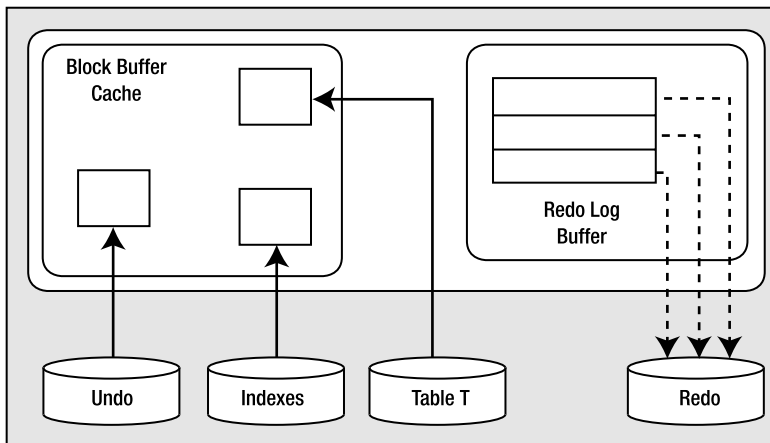 Block Buffer
Cache
Redo Log
Buffer
Undo
Indexes
Table T
Redo